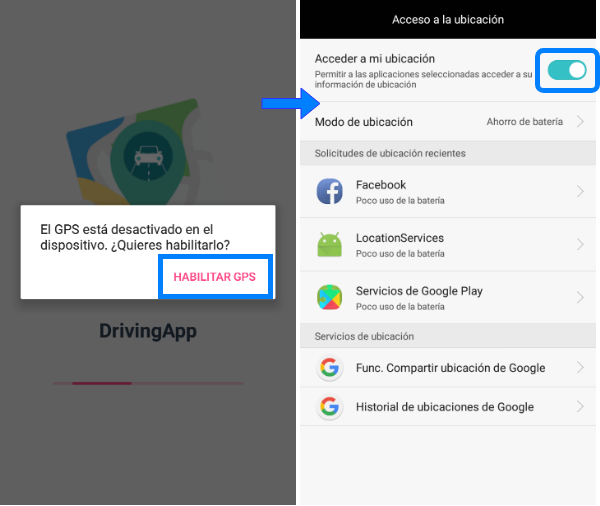 El GPS está desactivado en el
dispositivo. ¿Quieres habilitarlo?
HABILITAR GPS
DrivingApp
Acceso a la ubicación
Acceder a mi ubicación
Permitir a las aplicaciones seleccionadas acceder a su
información de ubicación
Modo de ubicación Ahorro de batería
Solicitudes de ubicación recientes
Facebook
Poco uso de la batería
LocationServices
Poco uso de la batería
Servicios de Google Play
Poco uso de la batería
Servicios de ubicación
Func. Compartir ubicación de Google
Historial de ubicaciones de Google